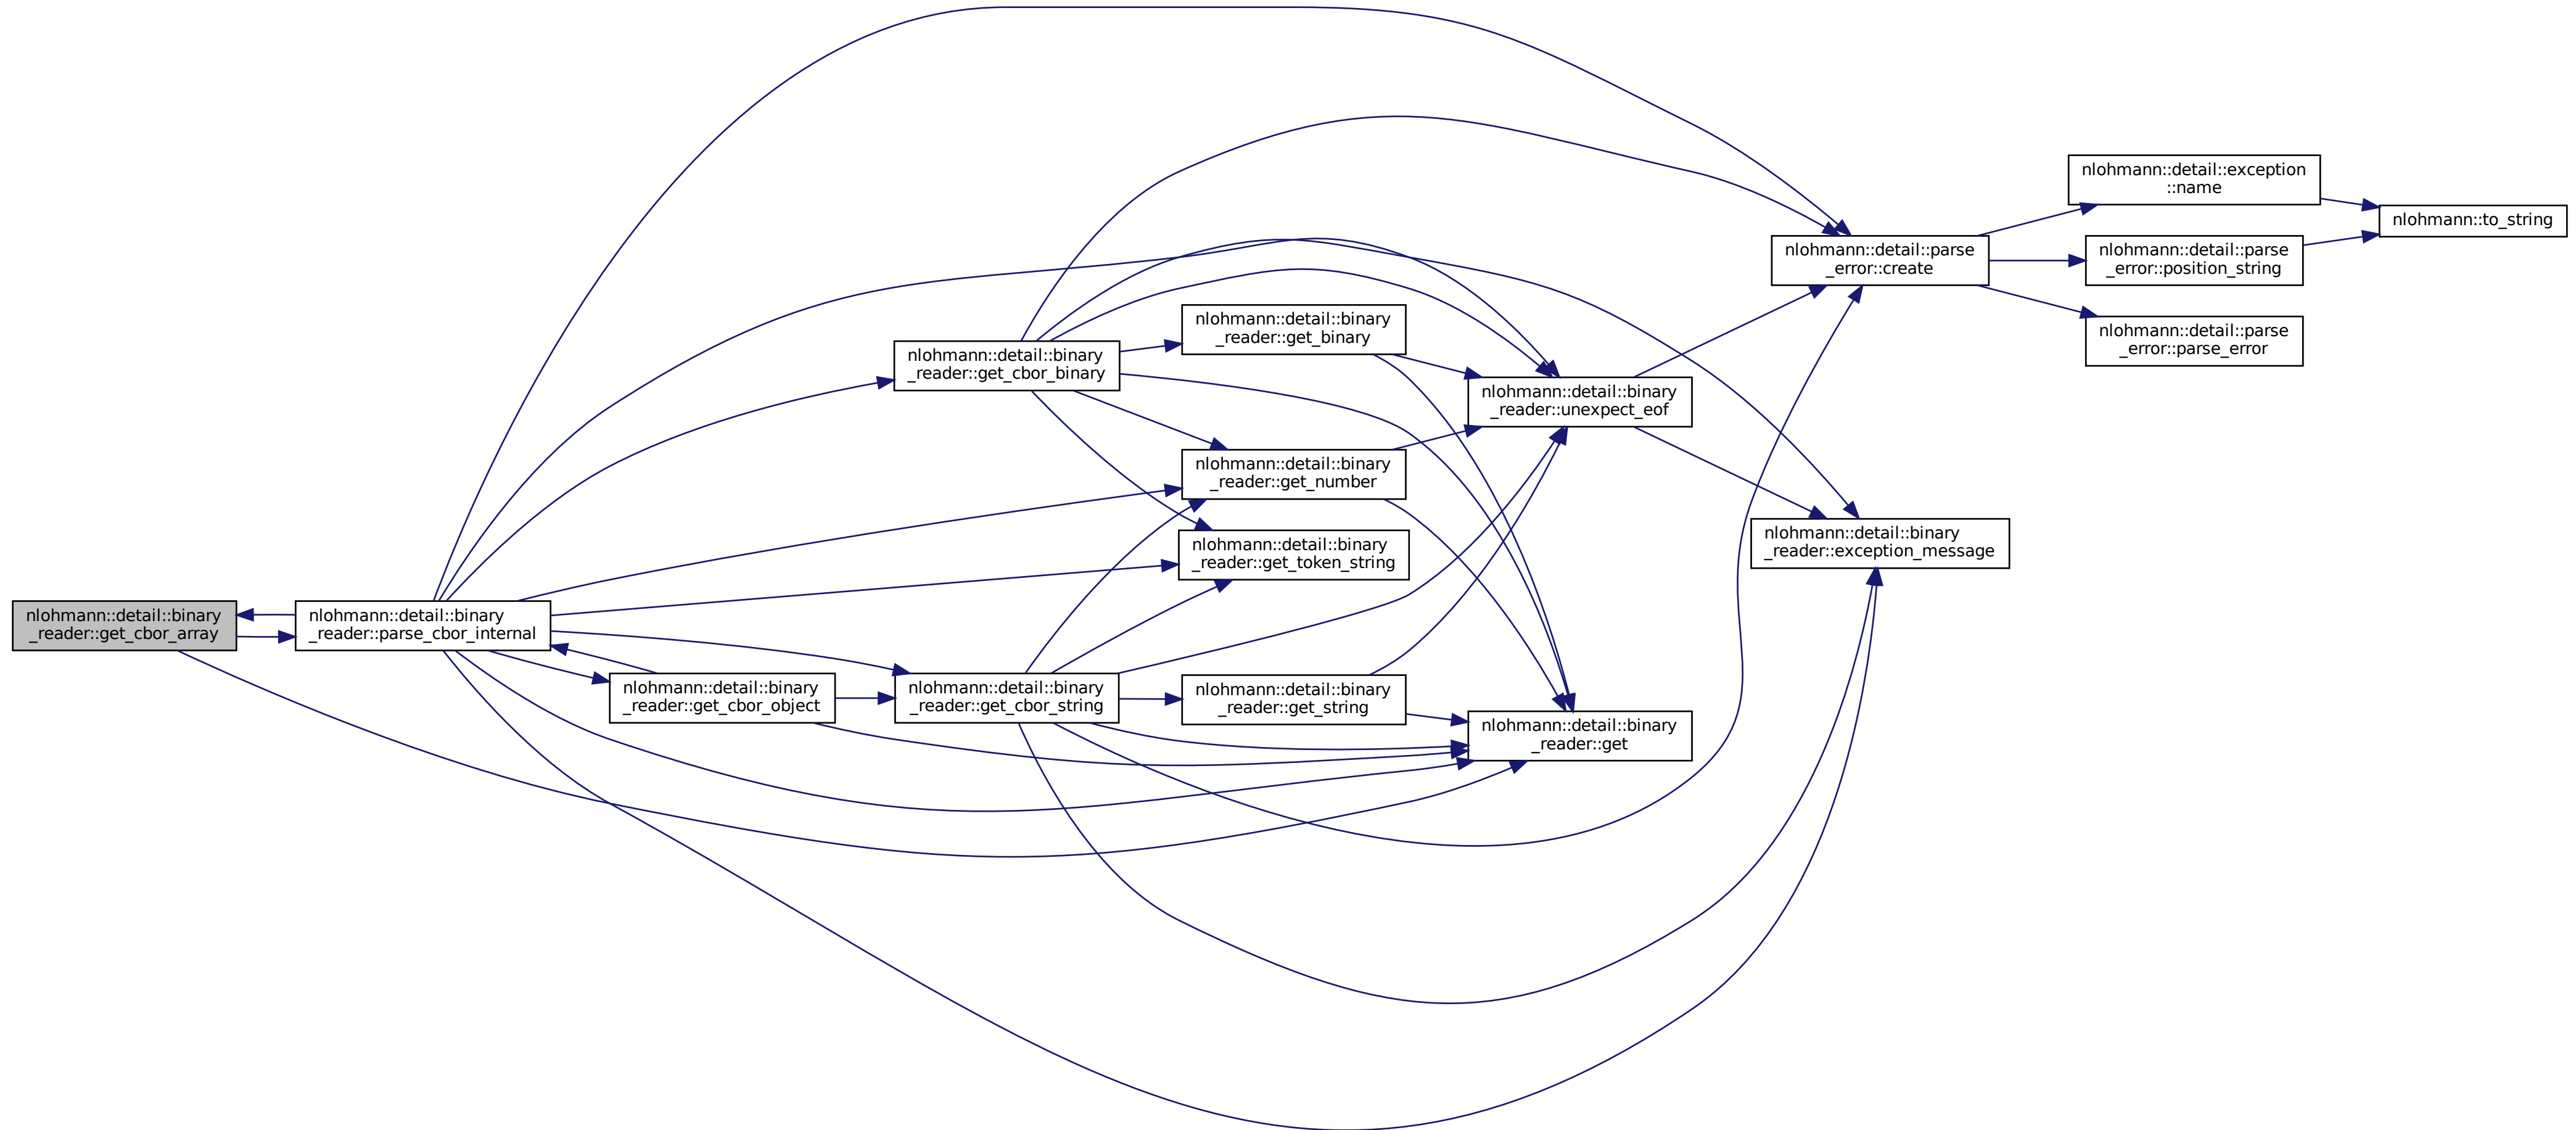 nlohmann::detail::binary
_reader::get_cbor_array
nlohmann::detail::binary
_reader::parse_cbor_internal
nlohmann::detail::binary
_reader::get_cbor_object
nlohmann::detail::binary
_reader::get_cbor_binary
nlohmann::detail::binary
_reader::get_cbor_string
nlohmann::detail::binary
_reader::get_binary
nlohmann::detail::binary
_reader::get_number
nlohmann::detail::binary
_reader::get_token_string
nlohmann::detail::binary
_reader::get_string
nlohmann::detail::binary
_reader::unexpect_eof
nlohmann::detail::binary
_reader::get
nlohmann::detail::parse
_error::create
nlohmann::detail::binary
_reader::exception_message
nlohmann::detail::exception
::name
nlohmann::detail::parse
_error::position_string
nlohmann::detail::parse
_error::parse_error
nlohmann::to_string